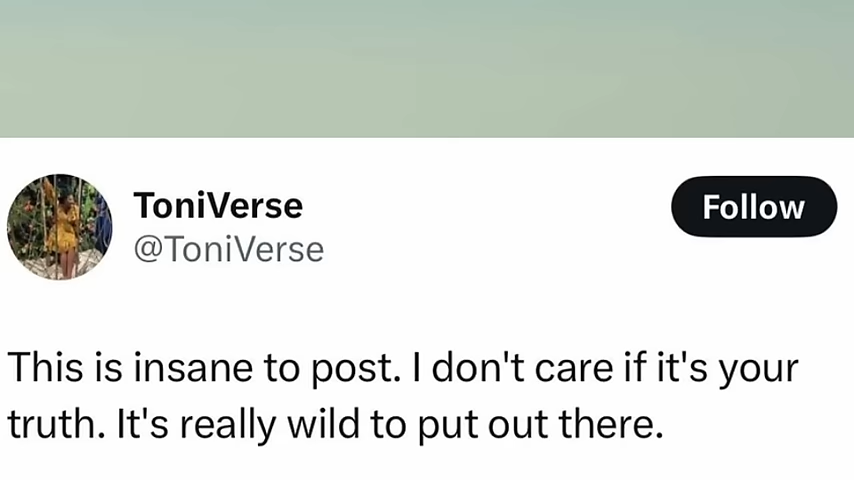 ToniVerse
Follow
@ToniVerse
This is insane to post. I don't care if it's your
truth. It's really wild to put out there.